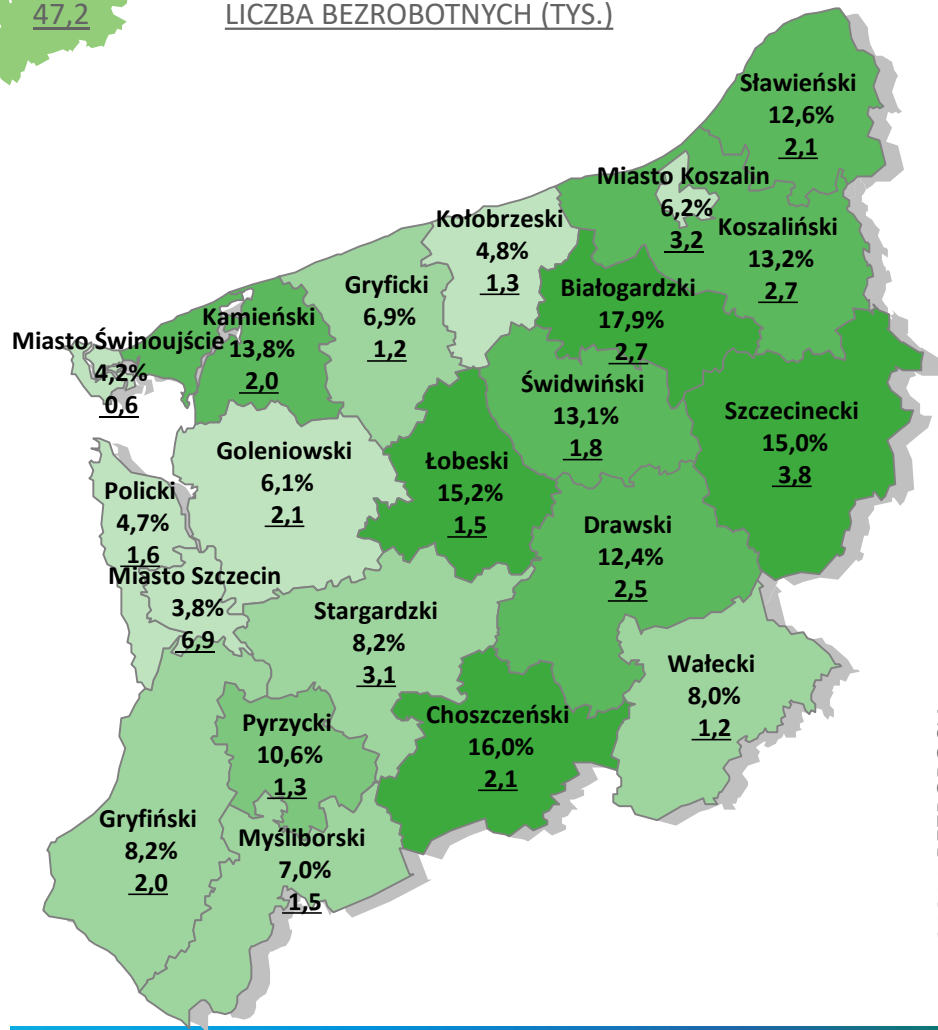 47,2 LICZBA BEZROBOTNYCH (TYS.)
Sławieński
12,6%
2,1
Miasto Koszalin
6,2%
3,2
Koszaliński
13,2%
2,7
Kołobrzeski
4,8%
1,3
Białogardzki
17,9%
2,7
Gryficki
6,9%
1,2
Kamieński
13,8%
2,0
Miasto Świnoujście
4,2%
0,6
Świdwiński
13,1%
1,8
Szczecinecki
15,0%
3,8
Goleniowski
6,1%
2,1
Łobeski
15,2%
1,5
Policki
4,7%
1,6
Drawski
12,4%
2,5
Miasto Szczecin
3,8%
6,9
Stargardzki
8,2%
3,1
Wałecki
8,0%
1,2
Pyrzycki
10,6%
1,3
Choszczeński
16,0%
2,1
Gryfiński
8,2%
2,0
Myśliborski
7,0%
1,5